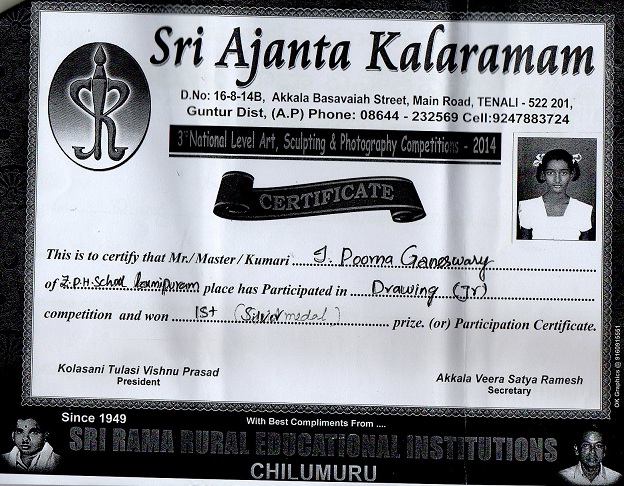 Sri Ajanta Kalaramam
D.No: 16-8-14B, Akkala Basavaiah Street, Main Road, TENALI - 522 201,
Guntur Dist, (A.P) Phone: 08644 - 232569 Cell:9247883724
3rd National Level Art, Sculpting & Photography Competitions - 2014
CERTIFICATE
This is to certify that Mr./Master/Kumari J. Poorna Ganeswary
of Z.P.H. School place has Participated in Drawing (Jr)
competition and won Ist (Silver medal) prize. (or) Participation Certificate.
Kolasani Tulasi Vishnu Prasad
President
Akkala Veera Satya Ramesh
Secretary
OK Graphics @ 9160915551
Since 1949
With Best Compliments From ....
SRI RAMA RURAL EDUCATIONAL INSTITUTIONS
CHILUMURU